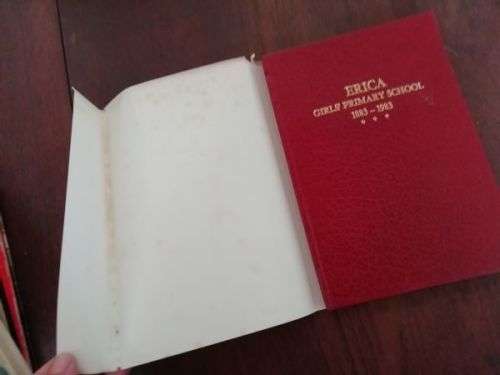 ERICA
GIRLS' PRIMARY SCHOOL
1883 - 1983